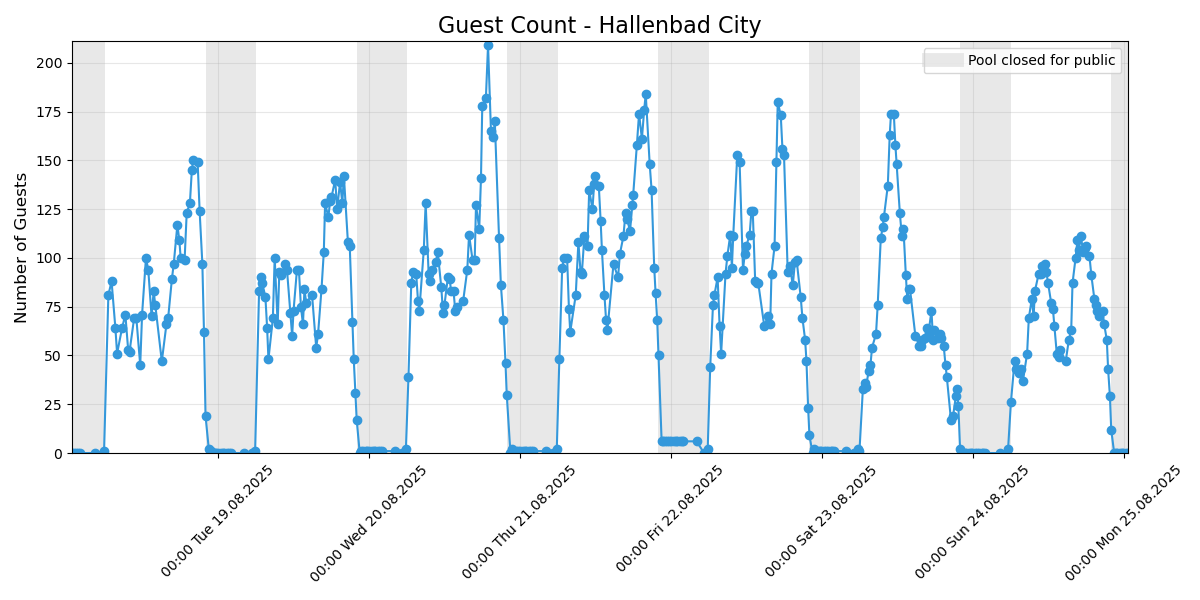 Guest Count - Hallenbad City
Pool closed for public
Number of Guests
200
175
150
125
100
75
50
25
0
00:00 Tue 19.08.2025
00:00 Wed 20.08.2025
00:00 Thu 21.08.2025
00:00 Fri 22.08.2025
00:00 Sat 23.08.2025
00:00 Sun 24.08.2025
00:00 Mon 25.08.2025